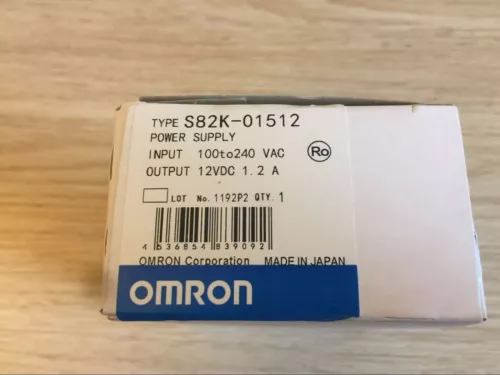 TYPE S82K-01512
POWER SUPPLY
INPUT 100to240 VAC
Ro
OUTPUT 12VDC 1.2 A
LOT No. 1192P2 QTY. 1
4 536854 839092
OMRON Corporation MADE IN JAPAN
OMRON